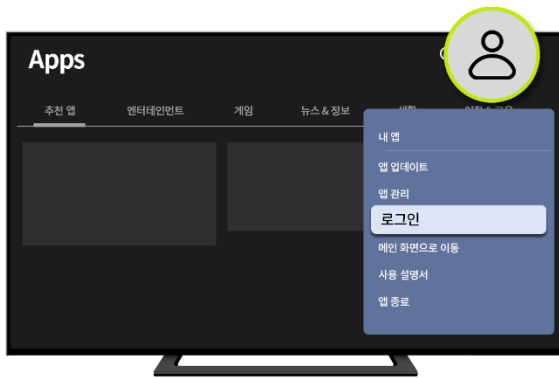 Apps
추천 앱 엔터테인먼트 게임 뉴스 & 정보
내 앱
앱 업데이트
앱 관리
로그인
메인 화면으로 이동
사용 설명서
앱 종료